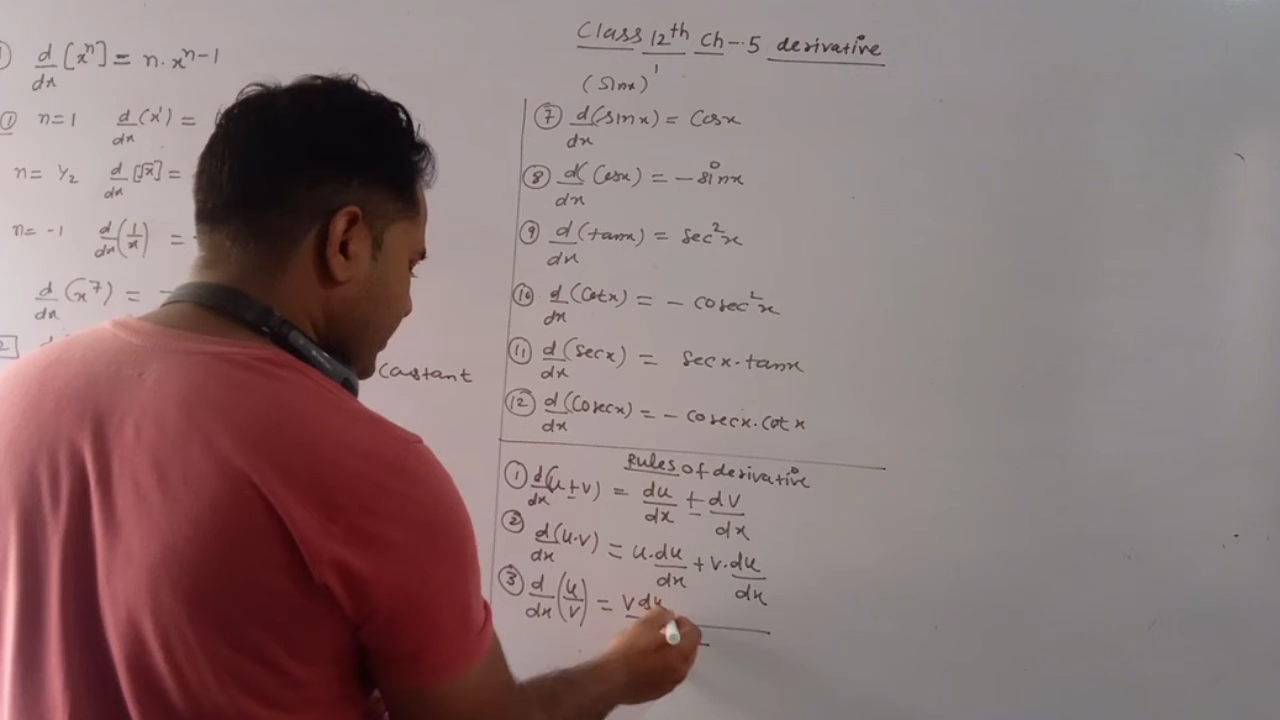 Class 12th Ch-5 derivative
d/dx [xⁿ] = n.xⁿ⁻¹
① n=1 d/dx (x¹) =
n= 1/2 d/dx [√x] =
n= -1 d/dx (1/x) = -
d/dx (x⁷) = -
2
Castant
(sinx)'
⑦ d/dx (sinx) = Cosx
⑧ d/dx (Cosx) = -sinx
⑨ d/dx (tanx) = sec²x
⑩ d/dx (Cotx) = - cosec²x
⑪ d/dx (secx) = secx.tanx
⑫ d/dx (Cosecx) = - cosecx.Cotx
Rules of derivative
① d/dx (u±v) = du/dx ± dv/dx
② d/dx (u.v) = u.du/dx + v.du/dx
③ d/dx (u/v) = v du